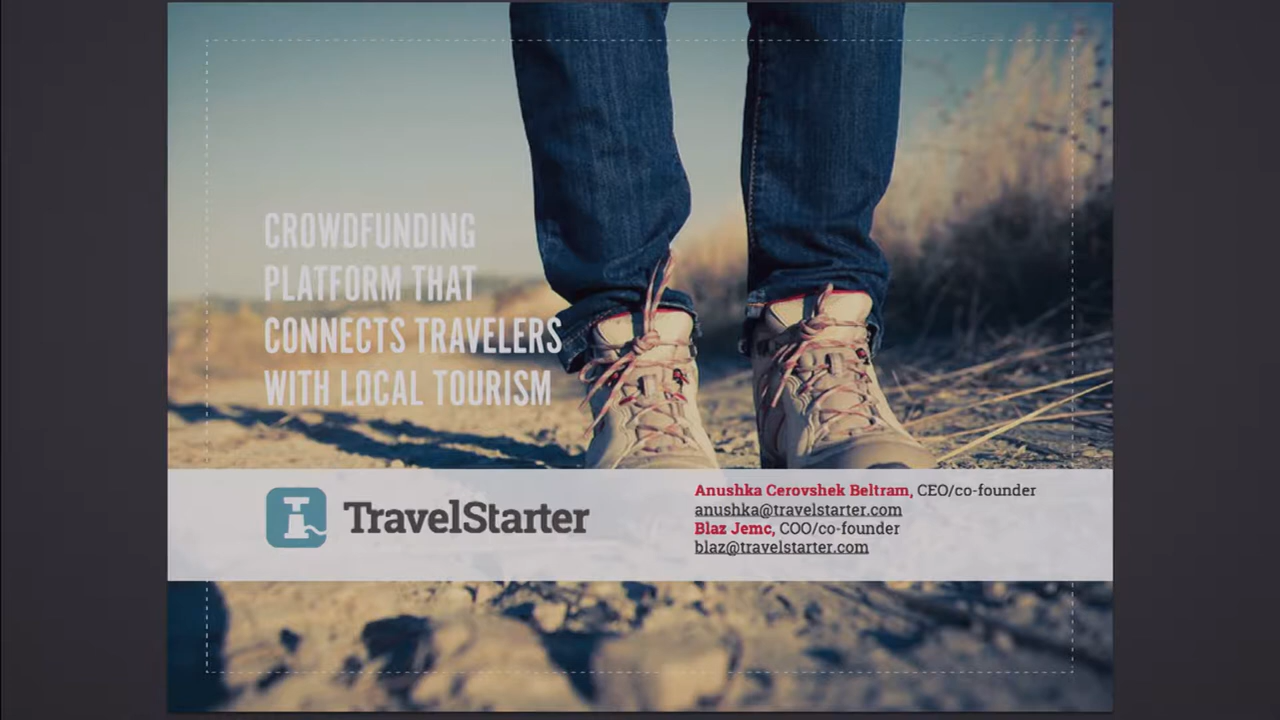 CROWDFUNDING
PLATFORM THAT
CONNECTS TRAVELERS
WITH LOCAL TOURISM
TravelStarter
Anushka Cerovshek Beltram, CEO/co-founder
anushka@travelstarter.com
Blaz Jemc, COO/co-founder
blaz@travelstarter.com